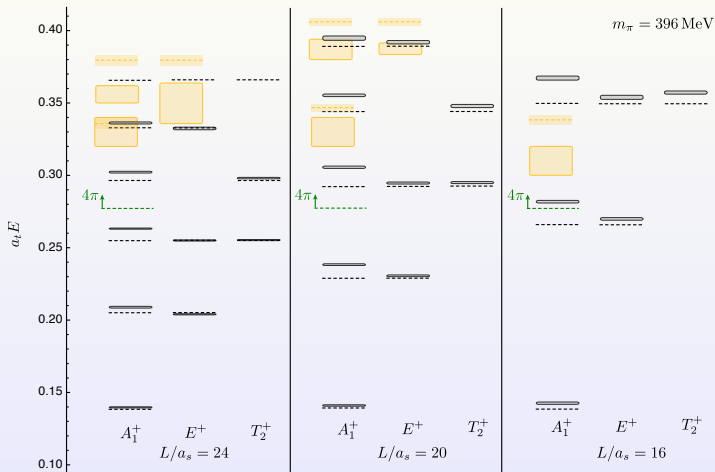 m_π = 396 MeV
0.40
0.35
0.30
0.25
0.20
0.15
0.10
a_t E
4π
4π
4π
A_1^+ E^+ T_2^+
L/a_s = 24
A_1^+ E^+ T_2^+
L/a_s = 20
A_1^+ E^+ T_2^+
L/a_s = 16